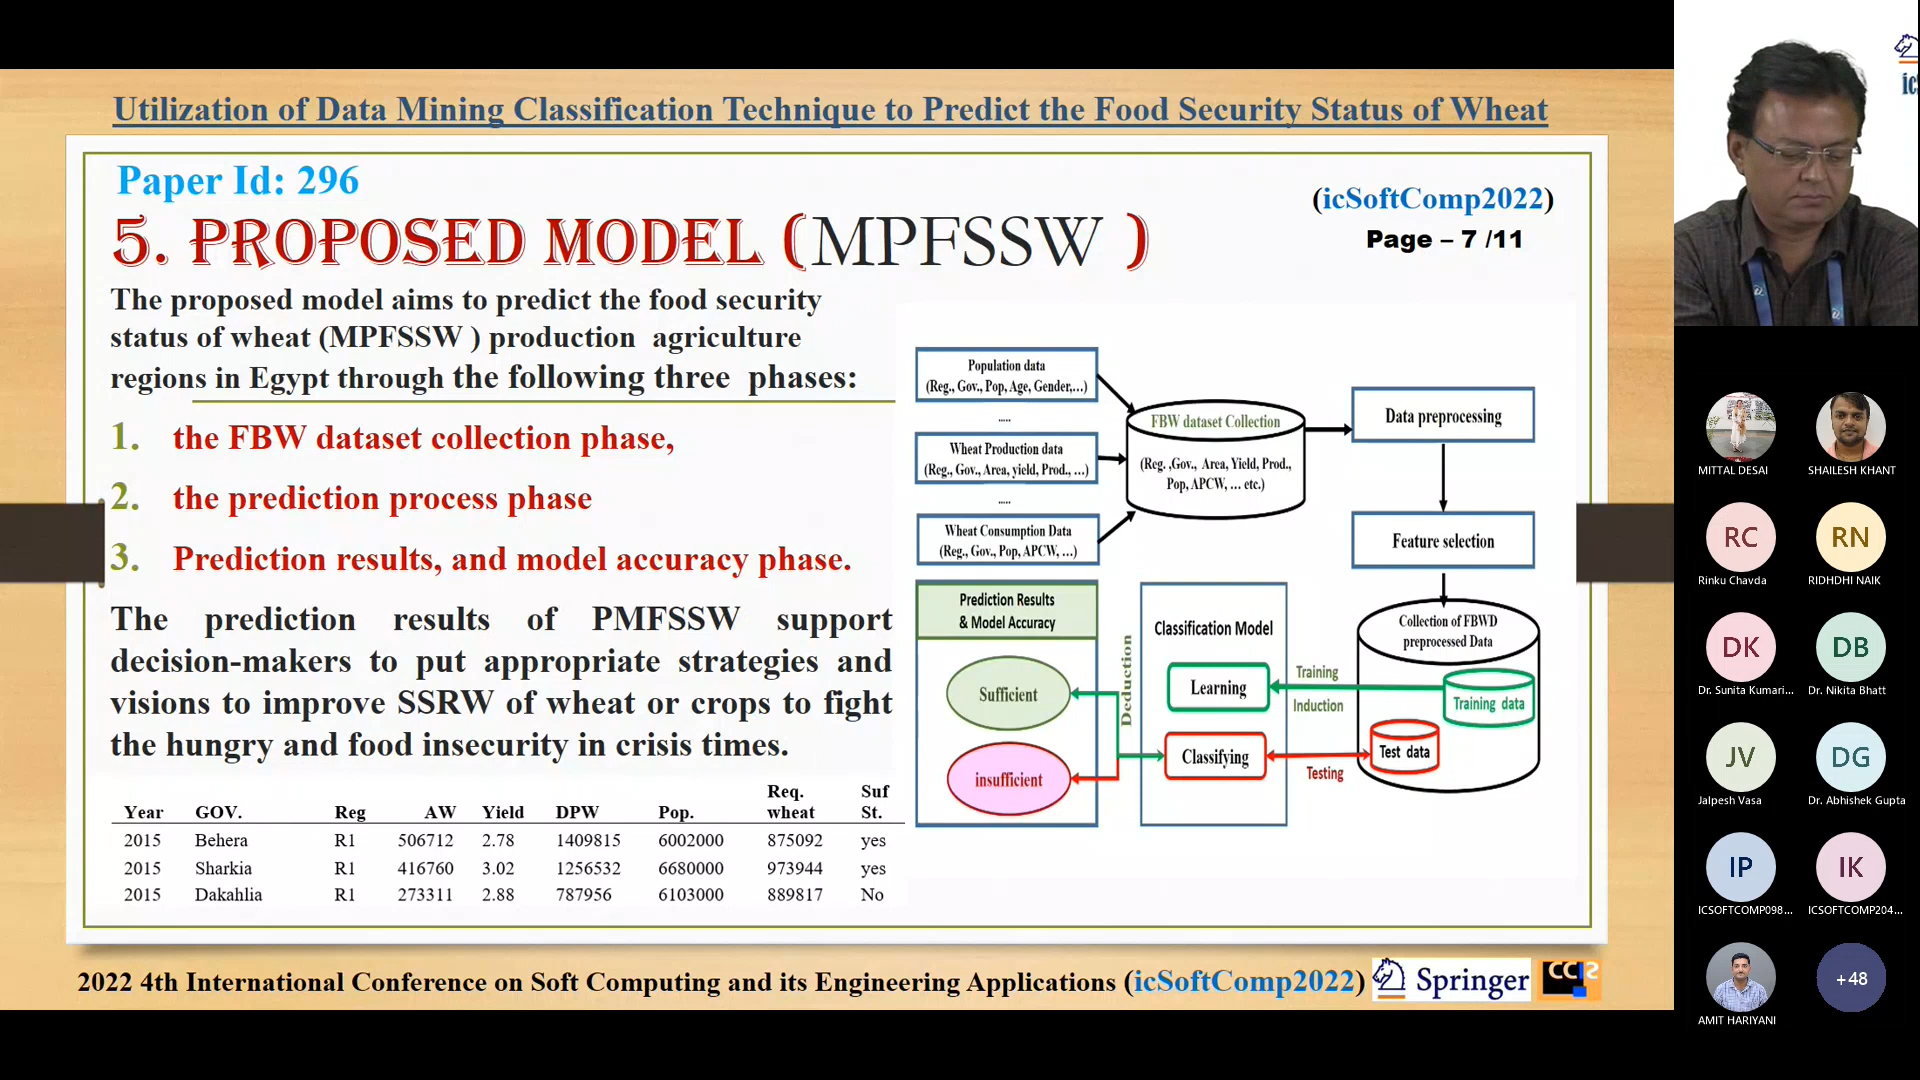 Utilization of Data Mining Classification Technique to Predict the Food Security Status of Wheat
Paper Id: 296
(icSoftComp2022)
Page – 7 /11
5. PROPOSED MODEL (MPFSSW )
The proposed model aims to predict the food security
status of wheat (MPFSSW ) production agriculture
regions in Egypt through the following three phases:
1. the FBW dataset collection phase,
2. the prediction process phase
3. Prediction results, and model accuracy phase.
The prediction results of PMFSSW support
decision-makers to put appropriate strategies and
visions to improve SSRW of wheat or crops to fight
the hungry and food insecurity in crisis times.
Year GOV. Reg AW Yield DPW Pop. Req. wheat Suf St.
2015 Behera R1 506712 2.78 1409815 6002000 875092 yes
2015 Sharkia R1 416760 3.02 1256532 6680000 973944 yes
2015 Dakahlia R1 273311 2.88 787956 6103000 889817 No
Population data
(Reg., Gov., Pop, Age, Gender,...)
.....
Wheat Production data
(Reg., Gov., Area, yield, Prod., ...)
.....
Wheat Consumption Data
(Reg., Gov., Pop, APCW, ...)
FBW dataset Collection
(Reg. ,Gov., Area, Yield, Prod.,
Pop, APCW, ... etc.)
Data preprocessing
Feature selection
Collection of FBWD
preprocessed Data
Training data
Test data
Training
Induction
Testing
Classification Model
Learning
Classifying
Deduction
Prediction Results
& Model Accuracy
Sufficient
insufficient
2022 4th International Conference on Soft Computing and its Engineering Applications (icSoftComp2022)
Springer
CCIS
ic
MITTAL DESAI
SHAILESH KHANT
RC
RN
Rinku Chavda
RIDHDHI NAIK
DK
DB
Dr. Sunita Kumari...
Dr. Nikita Bhatt
JV
DG
Jalpesh Vasa
Dr. Abhishek Gupta
IP
IK
ICSOFTCOMP098...
ICSOFTCOMP204...
AMIT HARIYANI
+48